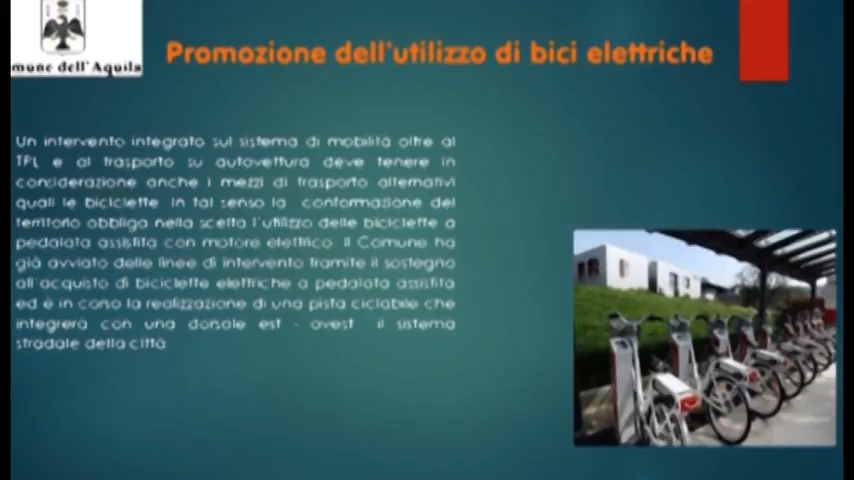 mune dell'Aquila
Promozione dell'utilizzo di bici elettriche
Un intervento integrato sul sistema di mobilità oltre al
TPL e al trasporto su autovettura deve tenere in
considerazione anche i mezzi di trasporto alternativi
quali le biciclette In tal senso la conformazione del
territorio obbliga nella scelta l'utilizzo delle biciclette a
pedalata assistita con motore elettrico Il Comune ha
già avviato delle linee di intervento tramite il sostegno
all'acquisto di biciclette elettriche a pedalata assistita
ed è in corso la realizzazione di una pista ciclabile che
integrerà con una dorsale est - ovest il sistema
stradale della città